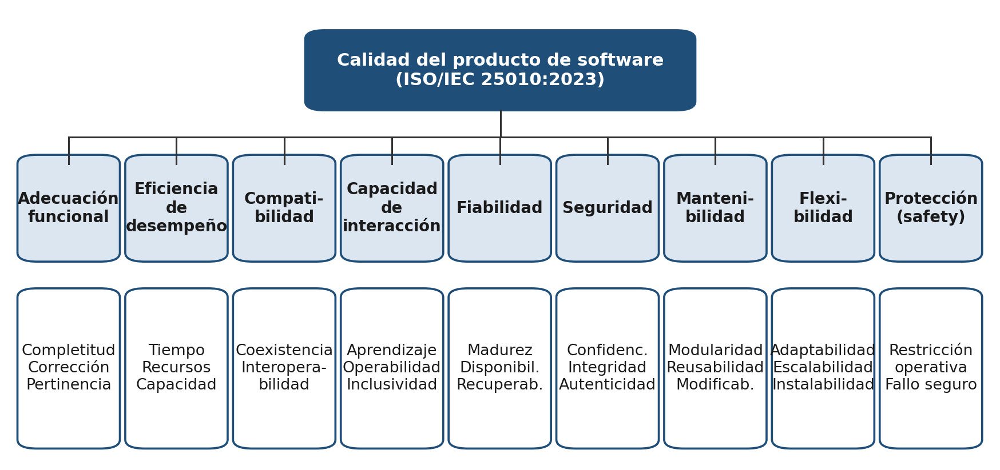 Calidad del producto de software
(ISO/IEC 25010:2023)
Adecuación
funcional
Eficiencia
de
desempeño
Compati-
bilidad
Capacidad
de
interacción
Fiabilidad
Seguridad
Manteni-
bilidad
Flexi-
bilidad
Protección
(safety)
Completitud
Corrección
Pertinencia
Tiempo
Recursos
Capacidad
Coexistencia
Interopera-
bilidad
Aprendizaje
Operabilidad
Inclusividad
Madurez
Disponibil.
Recuperab.
Confidenc.
Integridad
Autenticidad
Modularidad
Reusabilidad
Modificab.
Adaptabilidad
Escalabilidad
Instalabilidad
Restricción
operativa
Fallo seguro